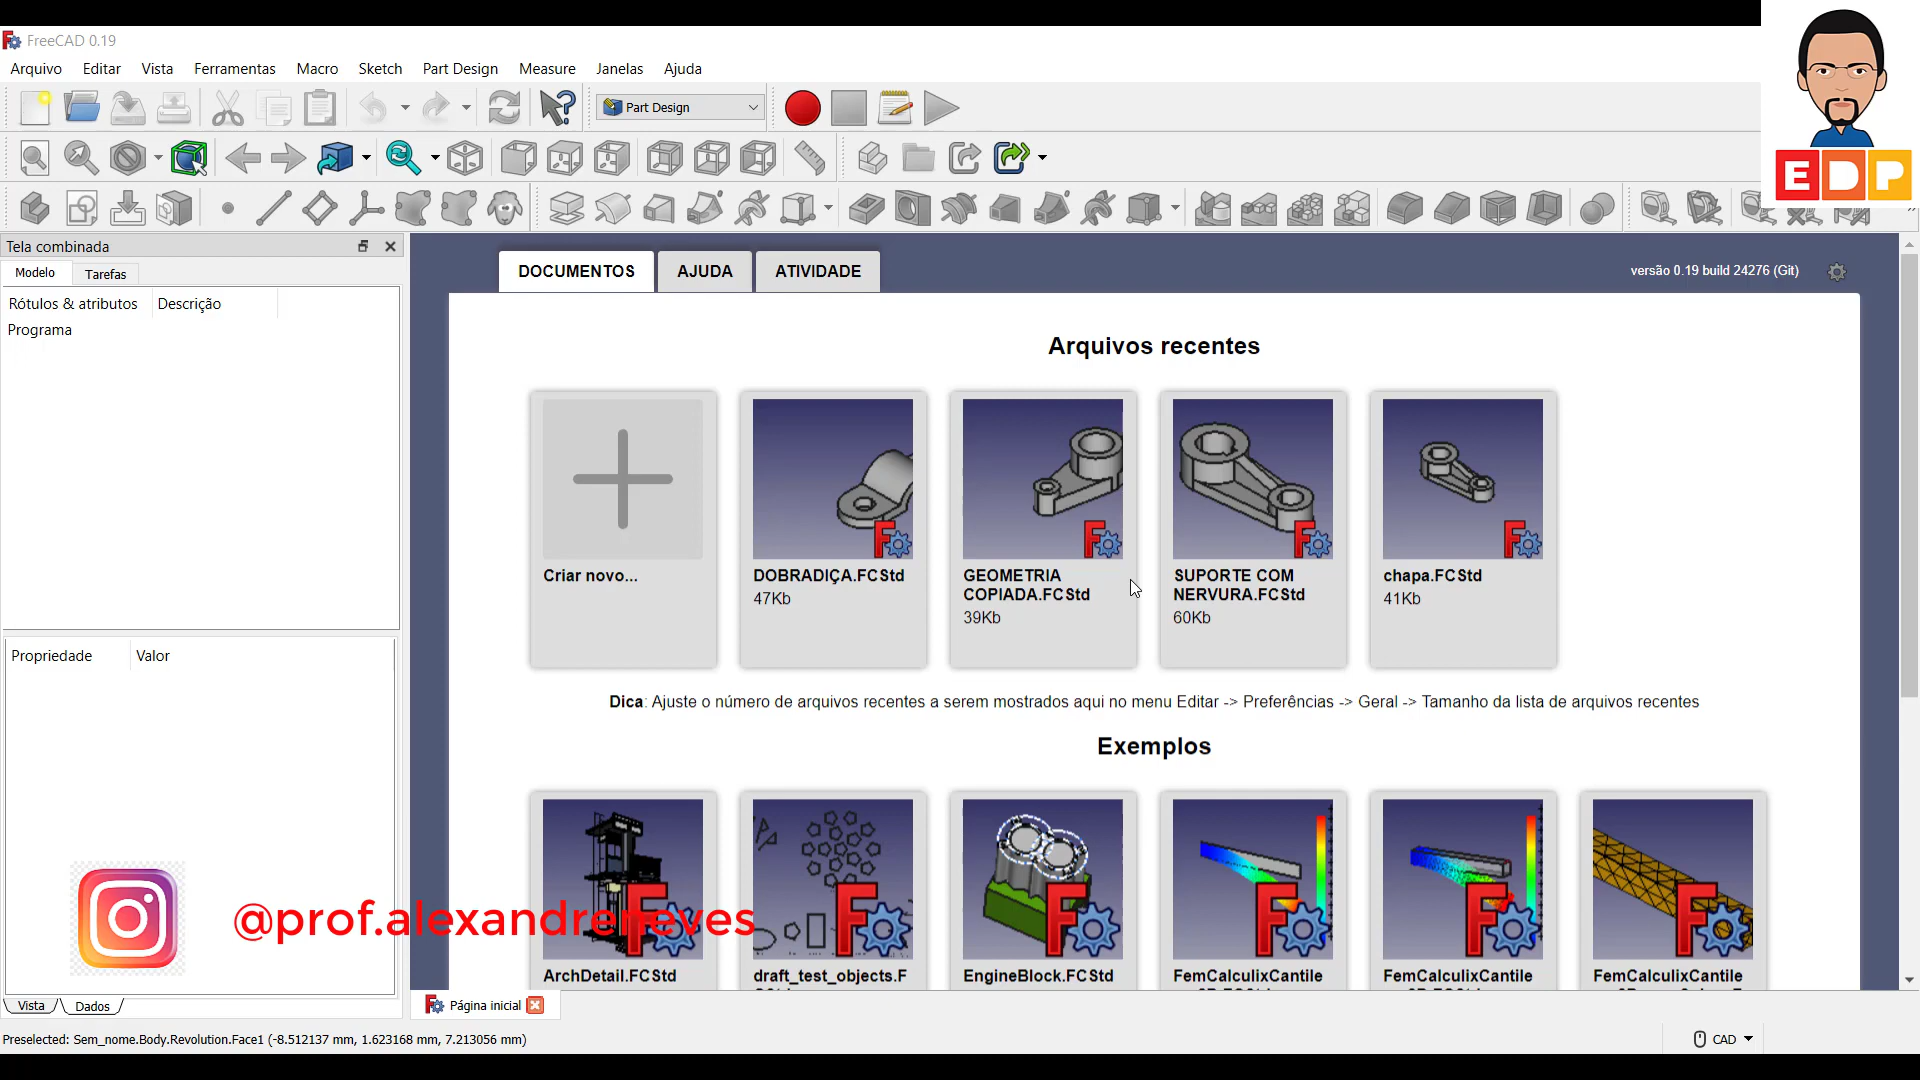 FreeCAD 0.19
Arquivo Editar Vista Ferramentas Macro Sketch Part Design Measure Janelas Ajuda
Part Design
EDP
Tela combinada
Modelo Tarefas
Rótulos & atributos Descrição
Programa
DOCUMENTOS AJUDA ATIVIDADE
versão 0.19 build 24276 (Git)
Arquivos recentes
Criar novo...
DOBRADIÇA.FCStd
47Kb
GEOMETRIA
COPIADA.FCStd
39Kb
SUPORTE COM
NERVURA.FCStd
60Kb
chapa.FCStd
41Kb
Dica: Ajuste o número de arquivos recentes a serem mostrados aqui no menu Editar -> Preferências -> Geral -> Tamanho da lista de arquivos recentes
Exemplos
ArchDetail.FCStd
draft_test_objects.F
EngineBlock.FCStd
FemCalculixCantile
FemCalculixCantile
FemCalculixCantile
Propriedade Valor
@prof.alexandreneves
Vista Dados
Página inicial
Preselected: Sem_nome.Body.Revolution.Face1 (-8.512137 mm, 1.623168 mm, 7.213056 mm)
CAD